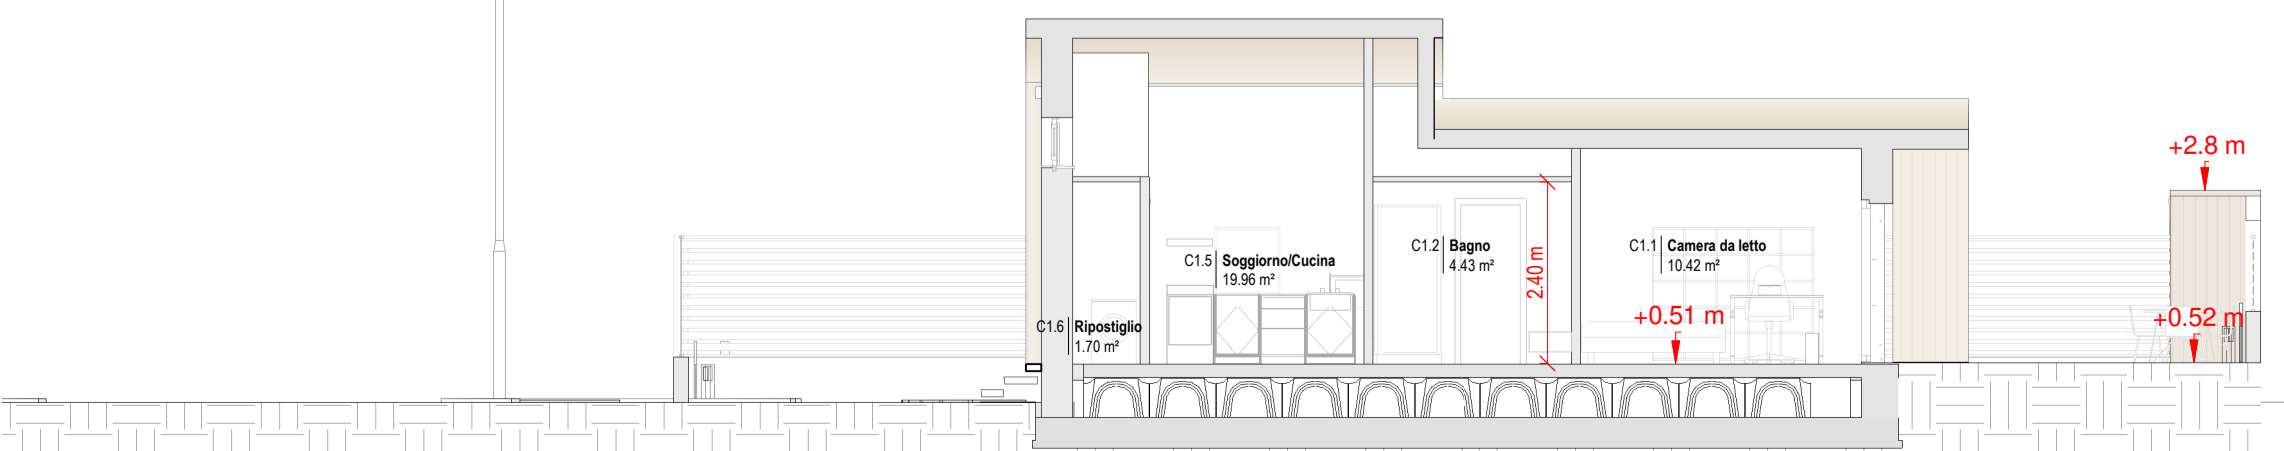 +2.8 m
C1.2 Bagno
4.43 m²
C1.1 Camera da letto
10.42 m²
C1.5 Soggiorno/Cucina
19.96 m²
2.40 m
+0.51 m
+0.52 m
C1.6 Ripostiglio
1.70 m²